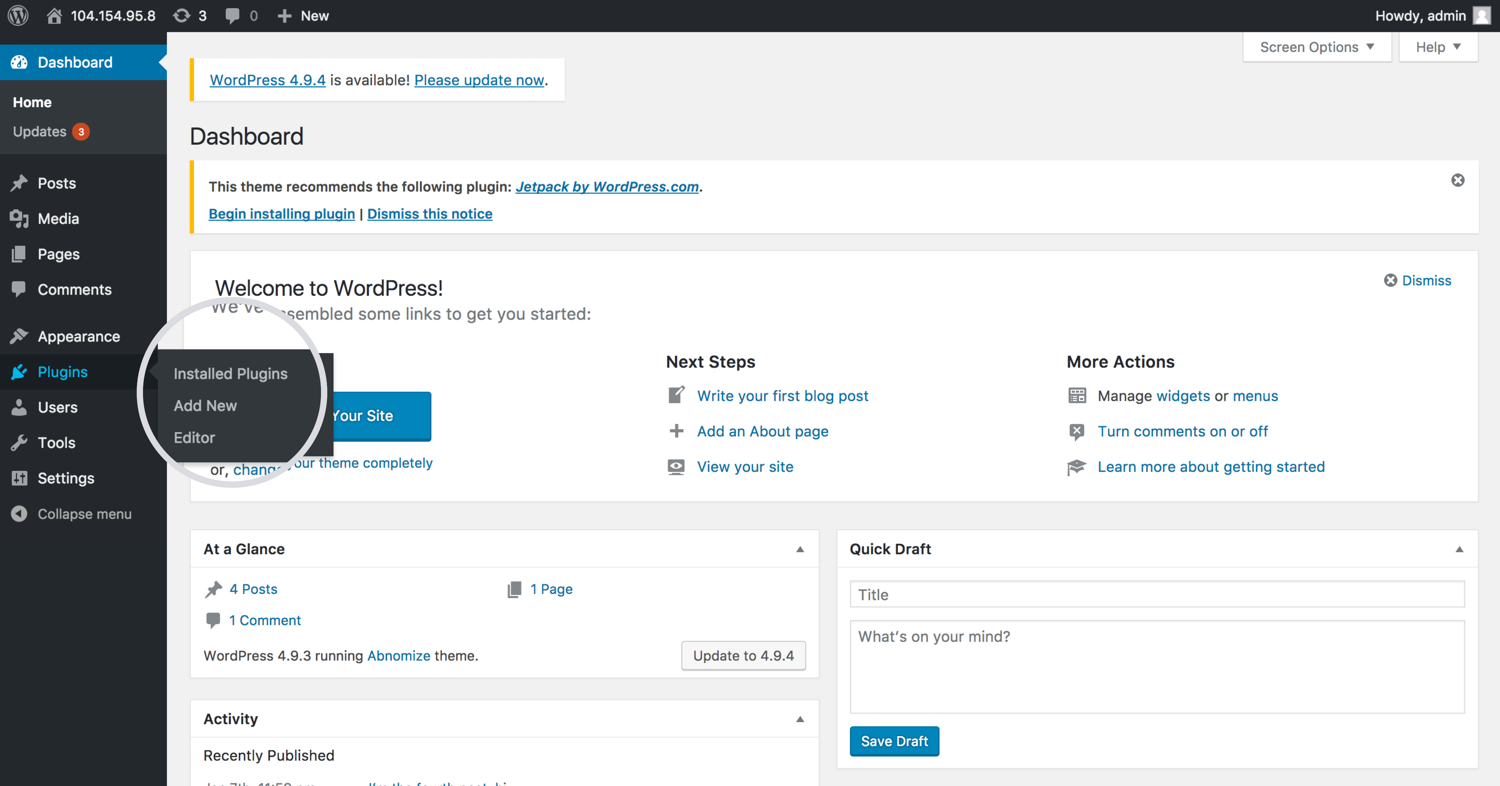 104.154.95.8 3 0 New Howdy, admin
Screen Options Help
Dashboard
Home
Updates 3
Posts
Media
Pages
Comments
Appearance
Plugins
Users
Tools
Settings
Collapse menu
Installed Plugins
Add New
Editor
WordPress 4.9.4 is available! Please update now.
Dashboard
This theme recommends the following plugin: Jetpack by WordPress.com.
Begin installing plugin | Dismiss this notice
Welcome to WordPress!
Dismiss
We've assembled some links to get you started:
Your Site
or, change your theme completely
Next Steps
Write your first blog post
Add an About page
View your site
More Actions
Manage widgets or menus
Turn comments on or off
Learn more about getting started
At a Glance
4 Posts
1 Page
1 Comment
WordPress 4.9.3 running Abnomize theme.
Update to 4.9.4
Activity
Recently Published
Quick Draft
Title
What's on your mind?
Save Draft